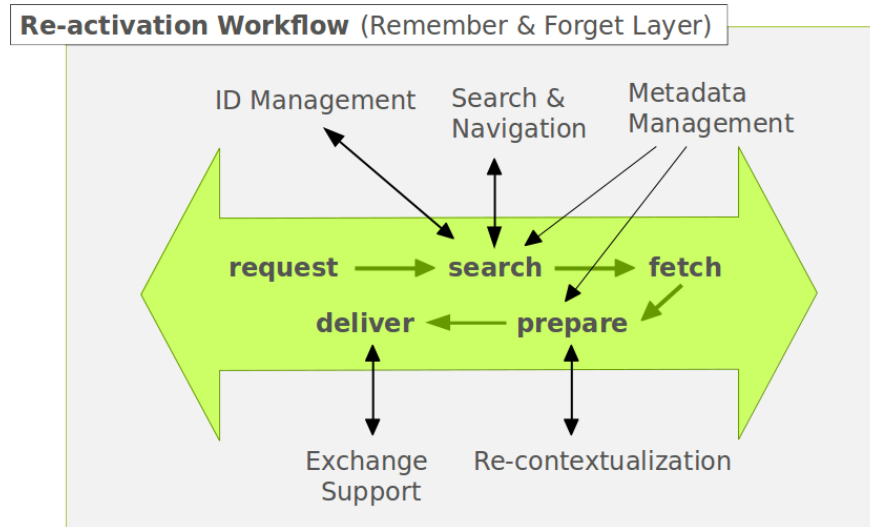 Re-activation Workflow (Remember & Forget Layer)
ID Management
Search &
Navigation
Metadata
Management
request
search
fetch
deliver
prepare
Exchange
Support
Re-contextualization